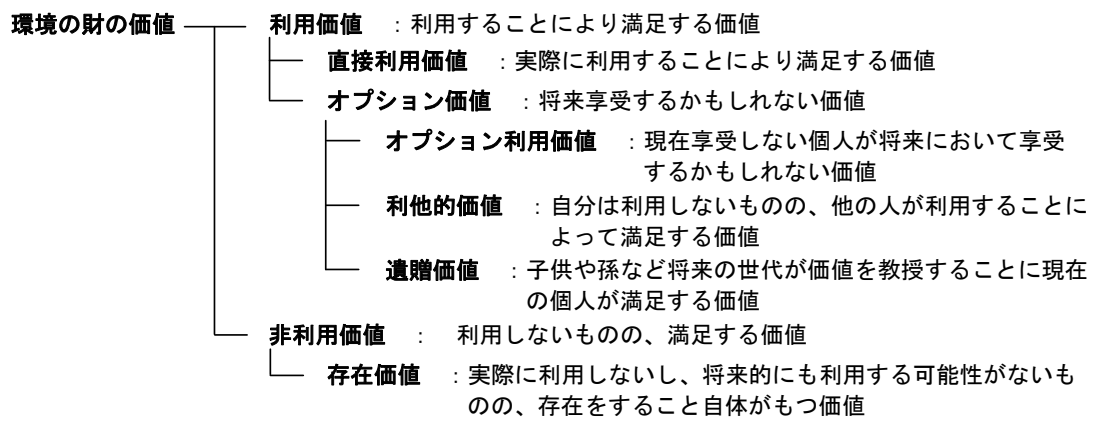 環境の財の価値 利用価値 ：利用することにより満足する価値
直接利用価値 ：実際に利用することにより満足する価値
オプション価値 ：将来享受するかもしれない価値
オプション利用価値 ：現在享受しない個人が将来において享受
するかもしれない価値
利他的価値 ：自分は利用しないものの、他の人が利用することに
よって満足する価値
遺贈価値 ：子供や孫など将来の世代が価値を教授することに現在
の個人が満足する価値
非利用価値 ： 利用しないものの、満足する価値
存在価値 ：実際に利用しないし、将来的にも利用する可能性がないも
のの、存在をすること自体がもつ価値